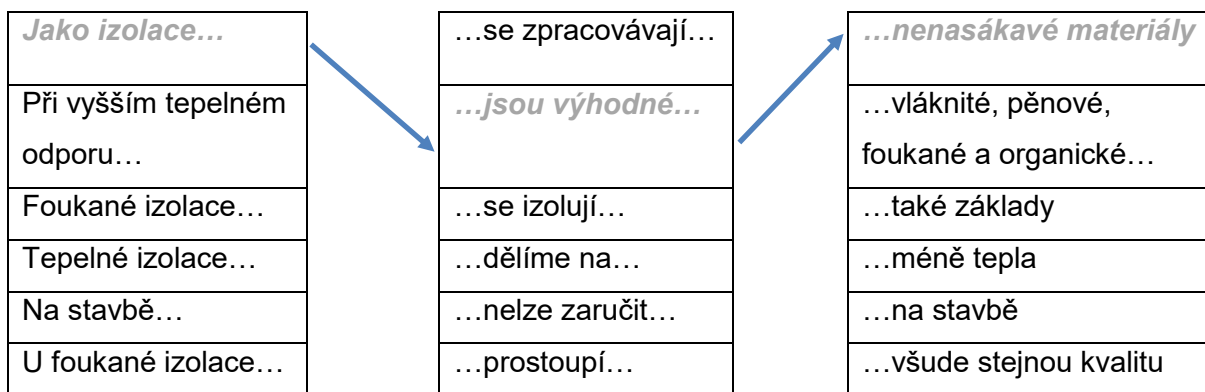 Jako izolace…
Při vyšším tepelném
odporu…
Foukané izolace…
Tepelné izolace…
Na stavbě…
U foukané izolace…
…se zpracovávají…
…jsou výhodné…
…se izolují…
…dělíme na…
…nelze zaručit…
…prostoupí…
…nenasákavé materiály
…vláknité, pěnové,
foukané a organické…
…také základy
…méně tepla
…na stavbě
…všude stejnou kvalitu